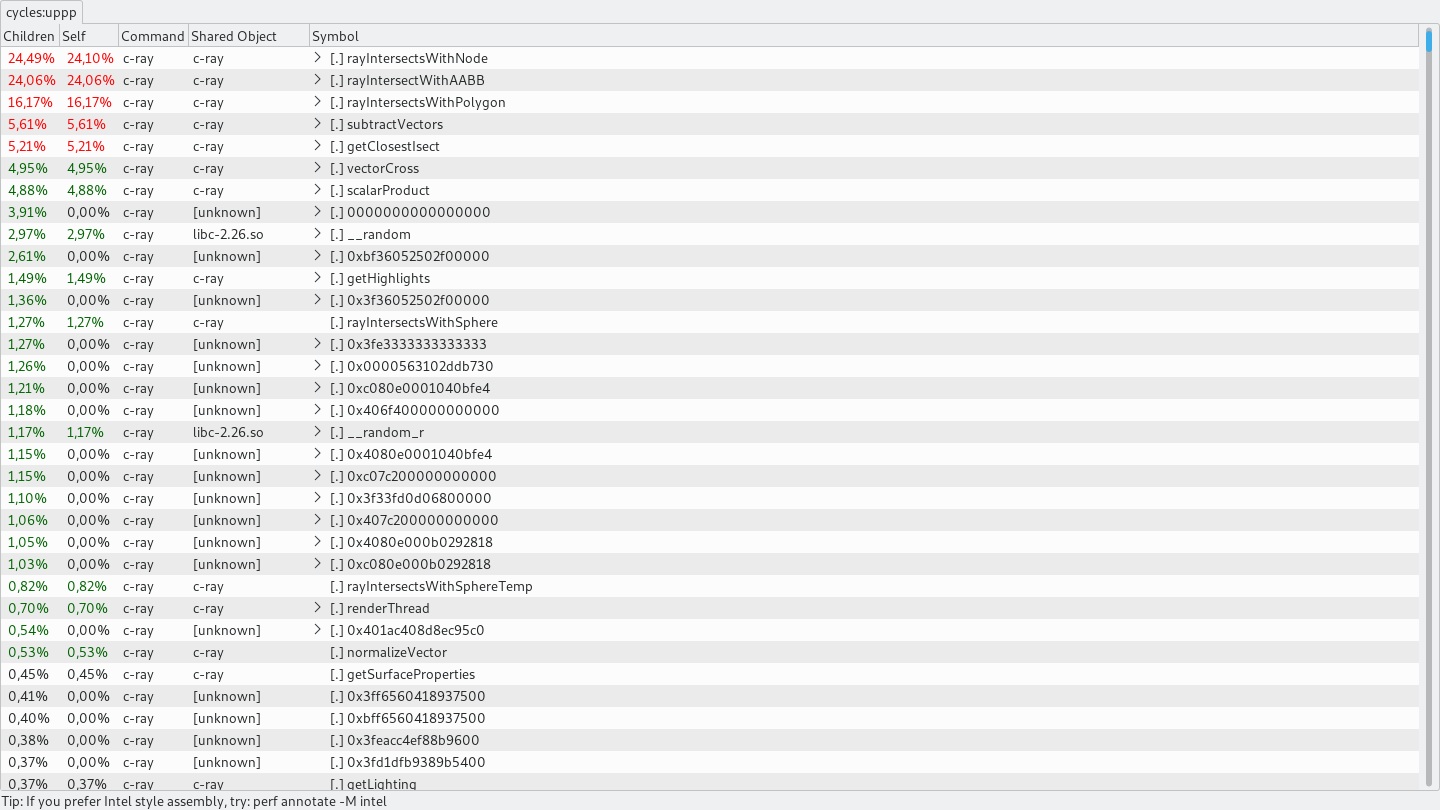 cycles:uppp
Children Self Command Shared Object Symbol
24,49% 24,10% c-ray c-ray [.] rayIntersectsWithNode
24,06% 24,06% c-ray c-ray [.] rayIntersectWithAABB
16,17% 16,17% c-ray c-ray [.] rayIntersectsWithPolygon
5,61% 5,61% c-ray c-ray [.] subtractVectors
5,21% 5,21% c-ray c-ray [.] getClosestIsect
4,95% 4,95% c-ray c-ray [.] vectorCross
4,88% 4,88% c-ray c-ray [.] scalarProduct
3,91% 0,00% c-ray [unknown] [.] 0000000000000000
2,97% 2,97% c-ray libc-2.26.so [.] __random
2,61% 0,00% c-ray [unknown] [.] 0xbf36052502f00000
1,49% 1,49% c-ray c-ray [.] getHighlights
1,36% 0,00% c-ray [unknown] [.] 0x3f36052502f00000
1,27% 1,27% c-ray c-ray [.] rayIntersectsWithSphere
1,27% 0,00% c-ray [unknown] [.] 0x3fe3333333333333
1,26% 0,00% c-ray [unknown] [.] 0x0000563102ddb730
1,21% 0,00% c-ray [unknown] [.] 0xc080e0001040bfe4
1,18% 0,00% c-ray [unknown] [.] 0x406f400000000000
1,17% 1,17% c-ray libc-2.26.so [.] __random_r
1,15% 0,00% c-ray [unknown] [.] 0x4080e0001040bfe4
1,15% 0,00% c-ray [unknown] [.] 0xc07c200000000000
1,10% 0,00% c-ray [unknown] [.] 0x3f33fd0d06800000
1,06% 0,00% c-ray [unknown] [.] 0x407c200000000000
1,05% 0,00% c-ray [unknown] [.] 0x4080e000b0292818
1,03% 0,00% c-ray [unknown] [.] 0xc080e000b0292818
0,82% 0,82% c-ray c-ray [.] rayIntersectsWithSphereTemp
0,70% 0,70% c-ray c-ray [.] renderThread
0,54% 0,00% c-ray [unknown] [.] 0x401ac408d8ec95c0
0,53% 0,53% c-ray c-ray [.] normalizeVector
0,45% 0,45% c-ray c-ray [.] getSurfaceProperties
0,41% 0,00% c-ray [unknown] [.] 0x3ff6560418937500
0,40% 0,00% c-ray [unknown] [.] 0xbff6560418937500
0,38% 0,00% c-ray [unknown] [.] 0x3feacc4ef88b9600
0,37% 0,00% c-ray [unknown] [.] 0x3fd1dfb9389b5400
0,37% 0,37% c-ray c-ray [.] getLighting
Tip: If you prefer Intel style assembly, try: perf annotate -M intel